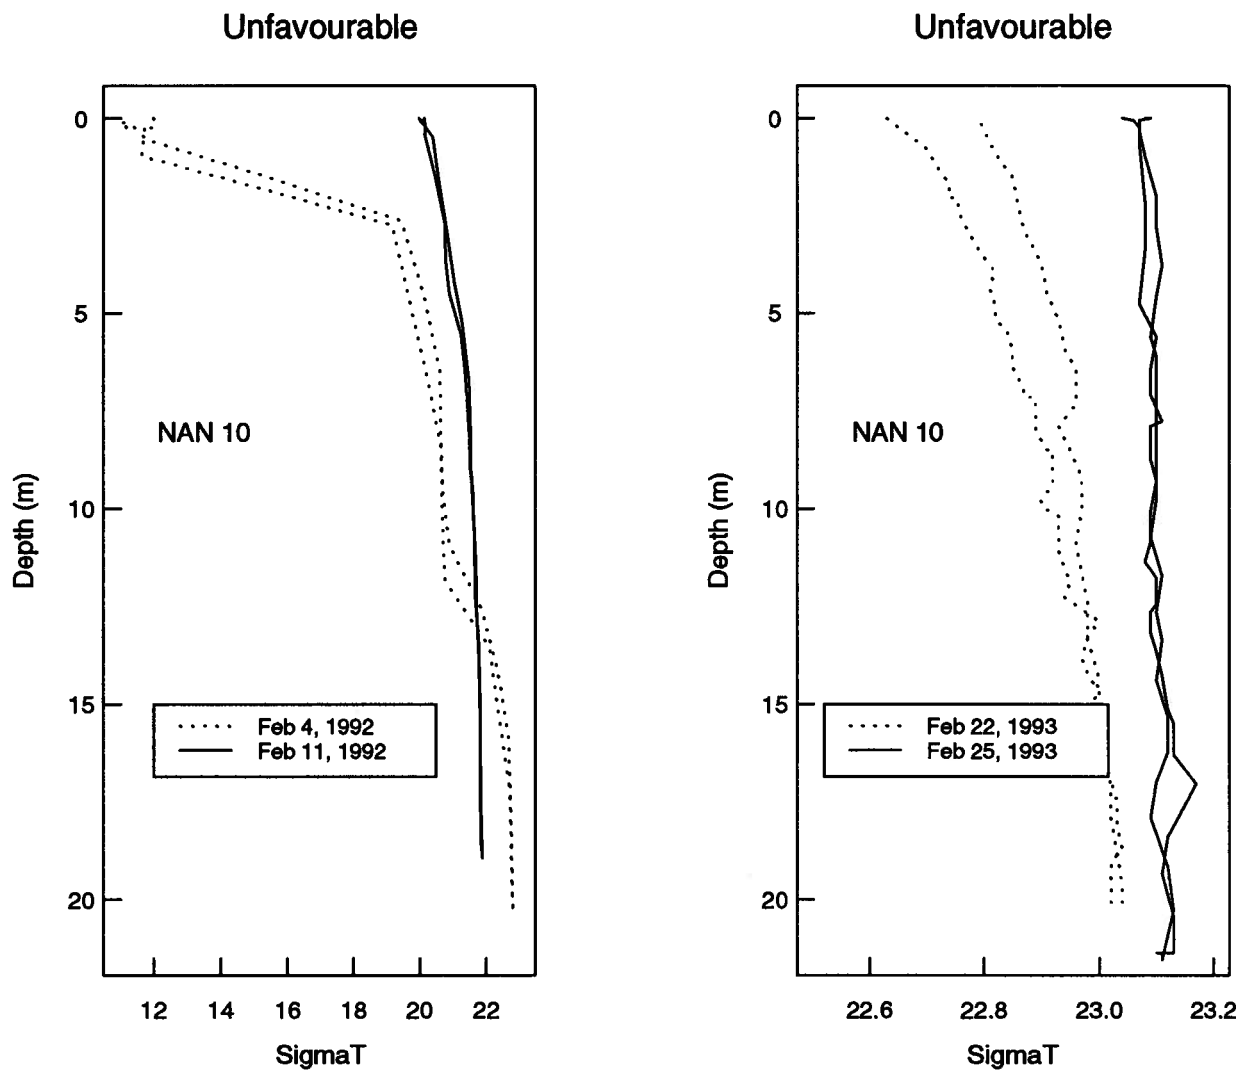 Unfavourable
0
5
10
15
20
Depth (m)
NAN 10
Feb 4, 1992
Feb 11, 1992
12 14 16 18 20 22
SigmaT
Unfavourable
0
5
10
15
20
Depth (m)
NAN 10
Feb 22, 1993
Feb 25, 1993
22.6 22.8 23.0 23.2
SigmaT